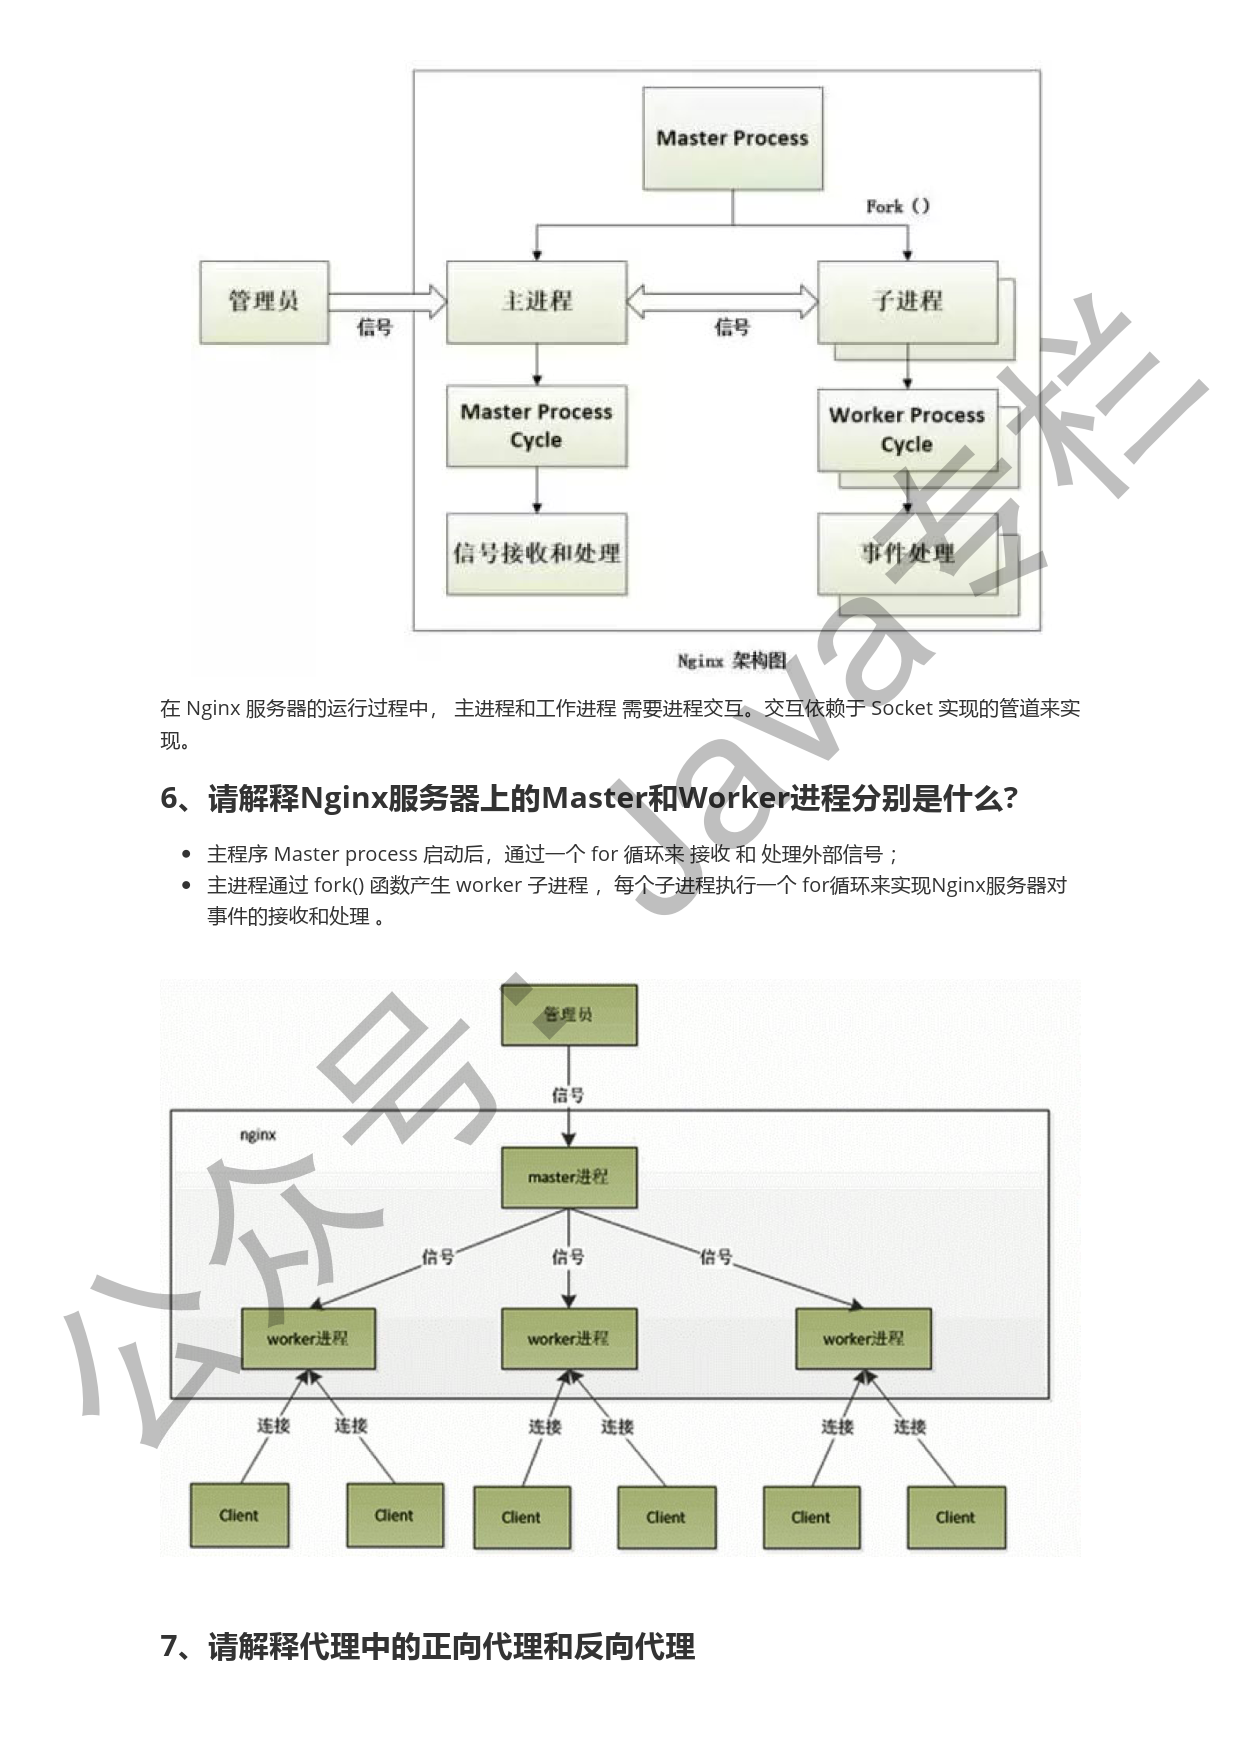 Master Process
Fork（）
管理员
主进程
子进程
信号
信号
Master Process
Cycle
Worker Process
Cycle
信号接收和处理
事件处理
Nginx 架构图
在 Nginx 服务器的运行过程中， 主进程和工作进程 需要进程交互。交互依赖于 Socket 实现的管道来实
现。
6、请解释Nginx服务器上的Master和Worker进程分别是什么?
主程序 Master process 启动后，通过一个 for 循环来 接收 和 处理外部信号；
主进程通过 fork() 函数产生 worker 子进程 ，每个子进程执行一个 for循环来实现Nginx服务器对
事件的接收和处理 。
管理员
信号
nginx
master进程
信号 信号 信号
worker进程 worker进程 worker进程
连接 连接 连接 连接 连接 连接
Client Client Client Client Client Client
7、请解释代理中的正向代理和反向代理
公众号：Java专栏